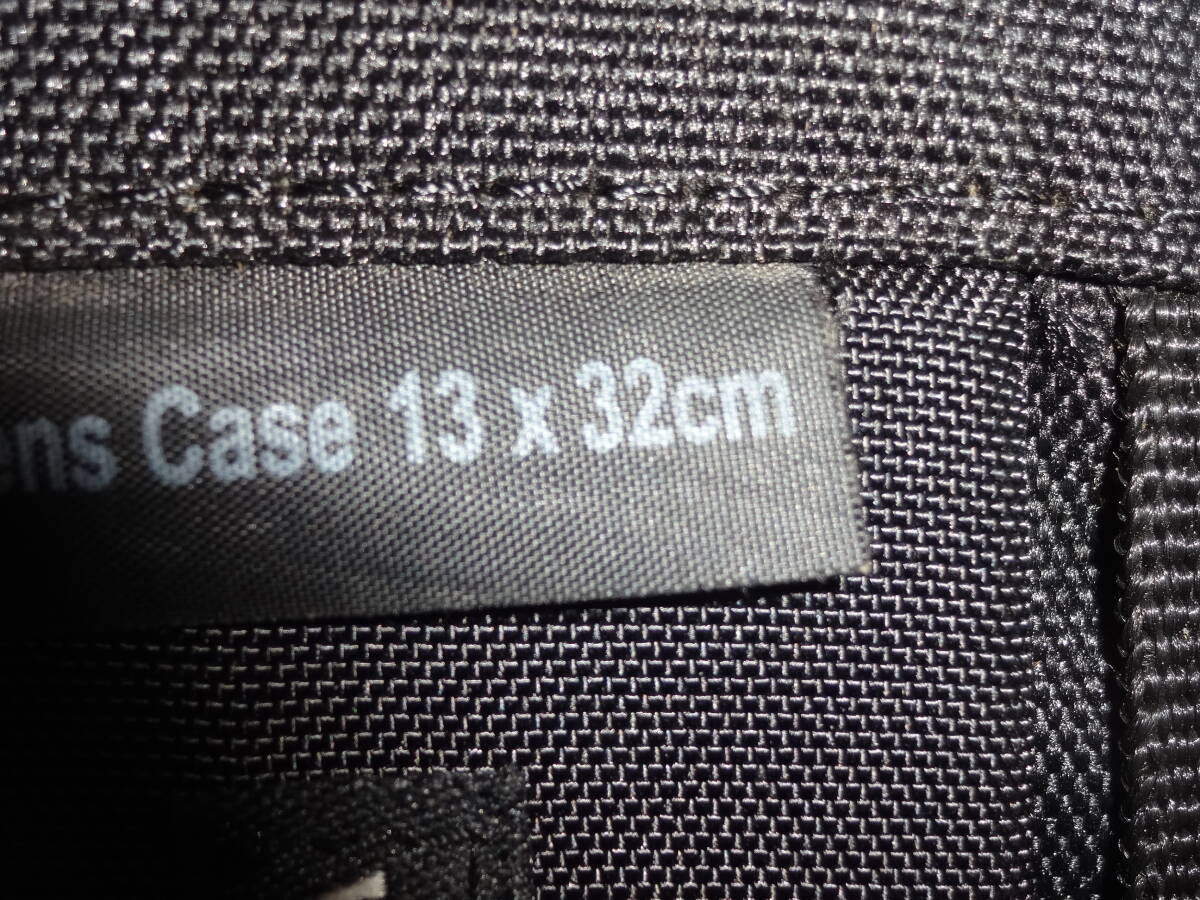 ens Case 13 x 32cm